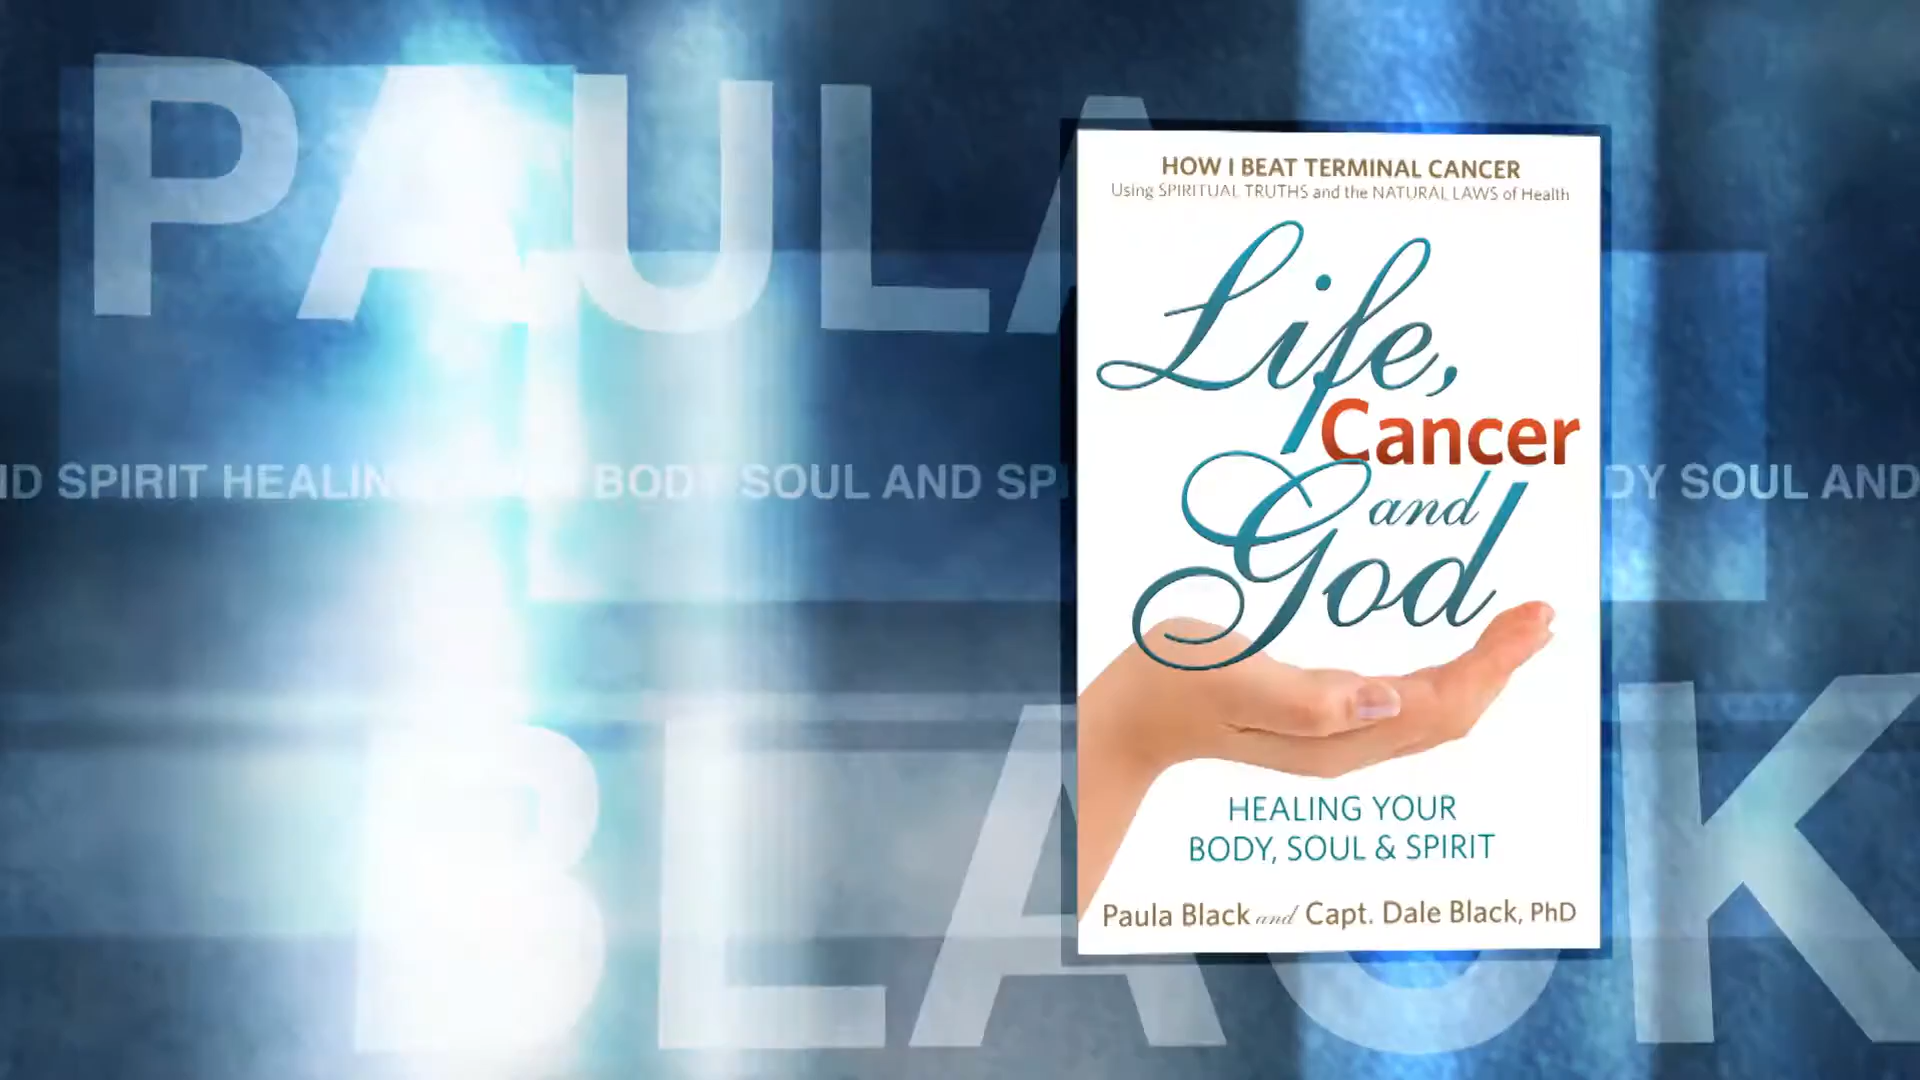 PAULA
ND SPIRIT HEALIN BODY SOUL AND SP
DY SOUL AND
BLACK
HOW I BEAT TERMINAL CANCER
Using SPIRITUAL TRUTHS and the NATURAL LAWS of Health
Life,
Cancer
and
God
HEALING YOUR
BODY, SOUL & SPIRIT
Paula Black and Capt. Dale Black, PhD